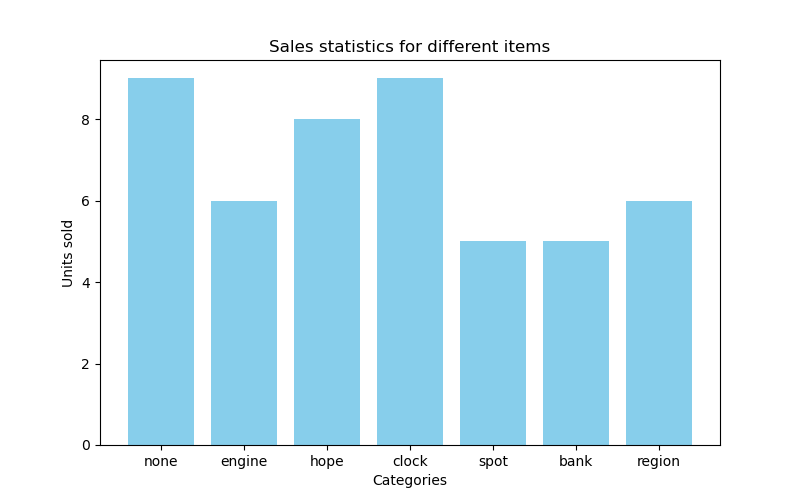 Sales statistics for different items
Units sold
8
6
4
2
0
none engine hope clock spot bank region
Categories